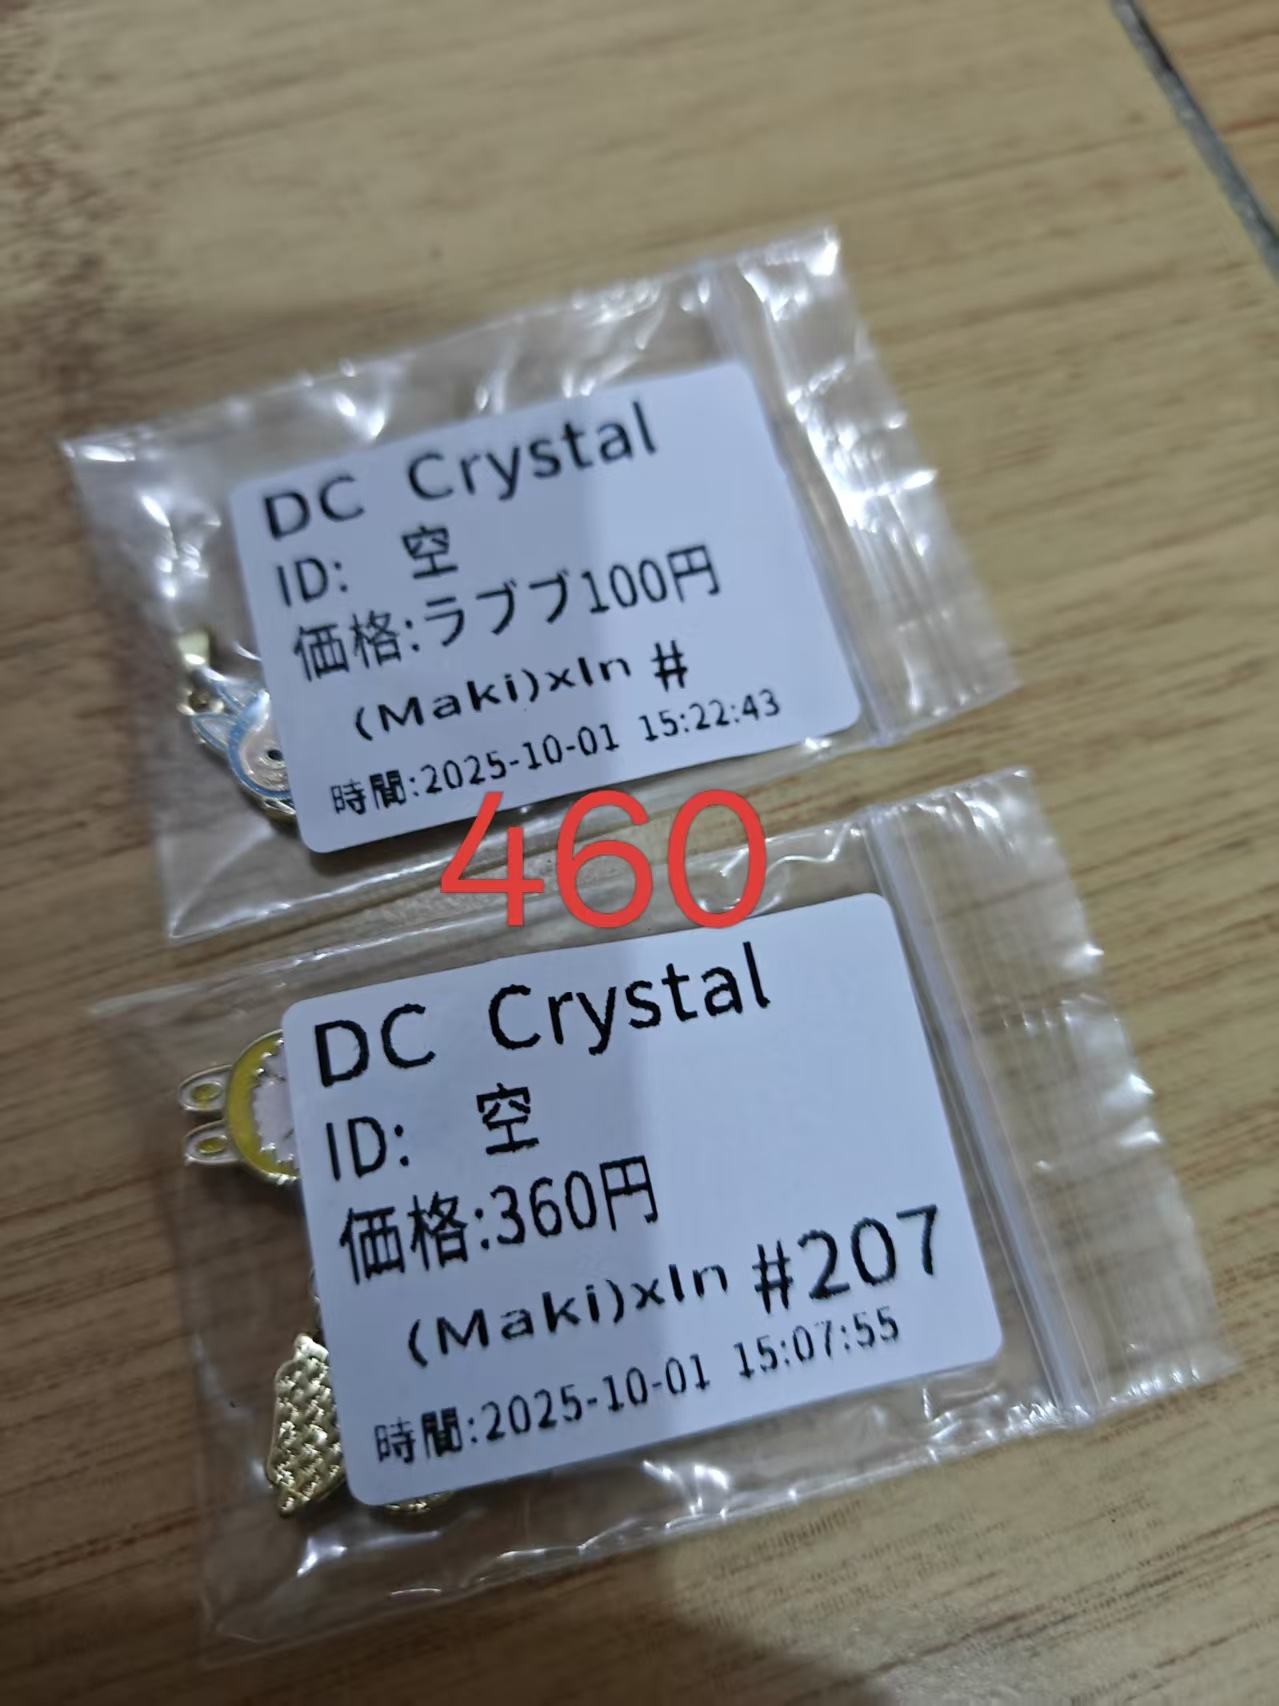 DC Crystal
ID: 空
価格:ラブブ100円
(Maki)xIn #
時間:2025-10-01 15:22:43
460
DC Crystal
ID: 空
価格:360円
(Maki)xIn #207
時間:2025-10-01 15:07:55